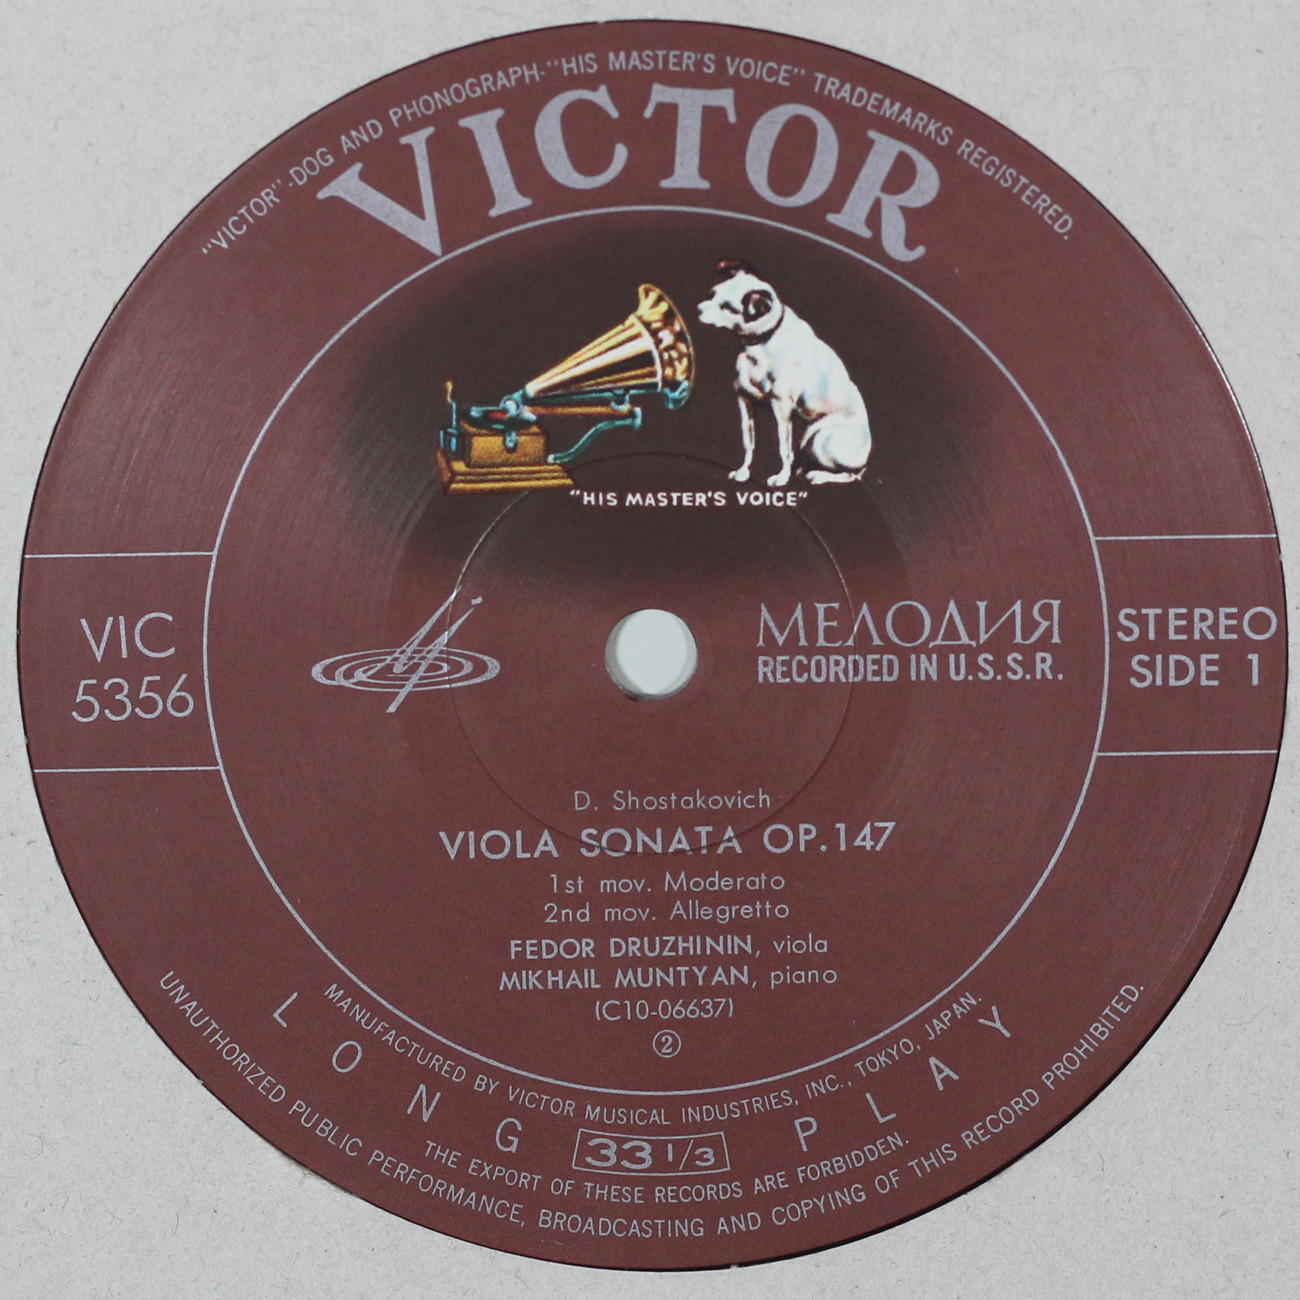 "VICTOR"-DOG AND PHONOGRAPH-"HIS MASTER'S VOICE" TRADEMARKS REGISTERED.
VICTOR
"HIS MASTER'S VOICE"
VIC
5356
МЕЛОДИЯ
RECORDED IN U.S.S.R.
STEREO
SIDE 1
D. Shostakovich
VIOLA SONATA OP.147
1st mov. Moderato
2nd mov. Allegretto
FEDOR DRUZHININ, viola
MIKHAIL MUNTYAN, piano
(C10-06637)
②
MANUFACTURED BY VICTOR MUSICAL INDUSTRIES, INC., TOKYO, JAPAN.
LONG 33 1/3 PLAY
THE EXPORT OF THESE RECORDS ARE FORBIDDEN.
UNAUTHORIZED PUBLIC PERFORMANCE, BROADCASTING AND COPYING OF THIS RECORD PROHIBITED.